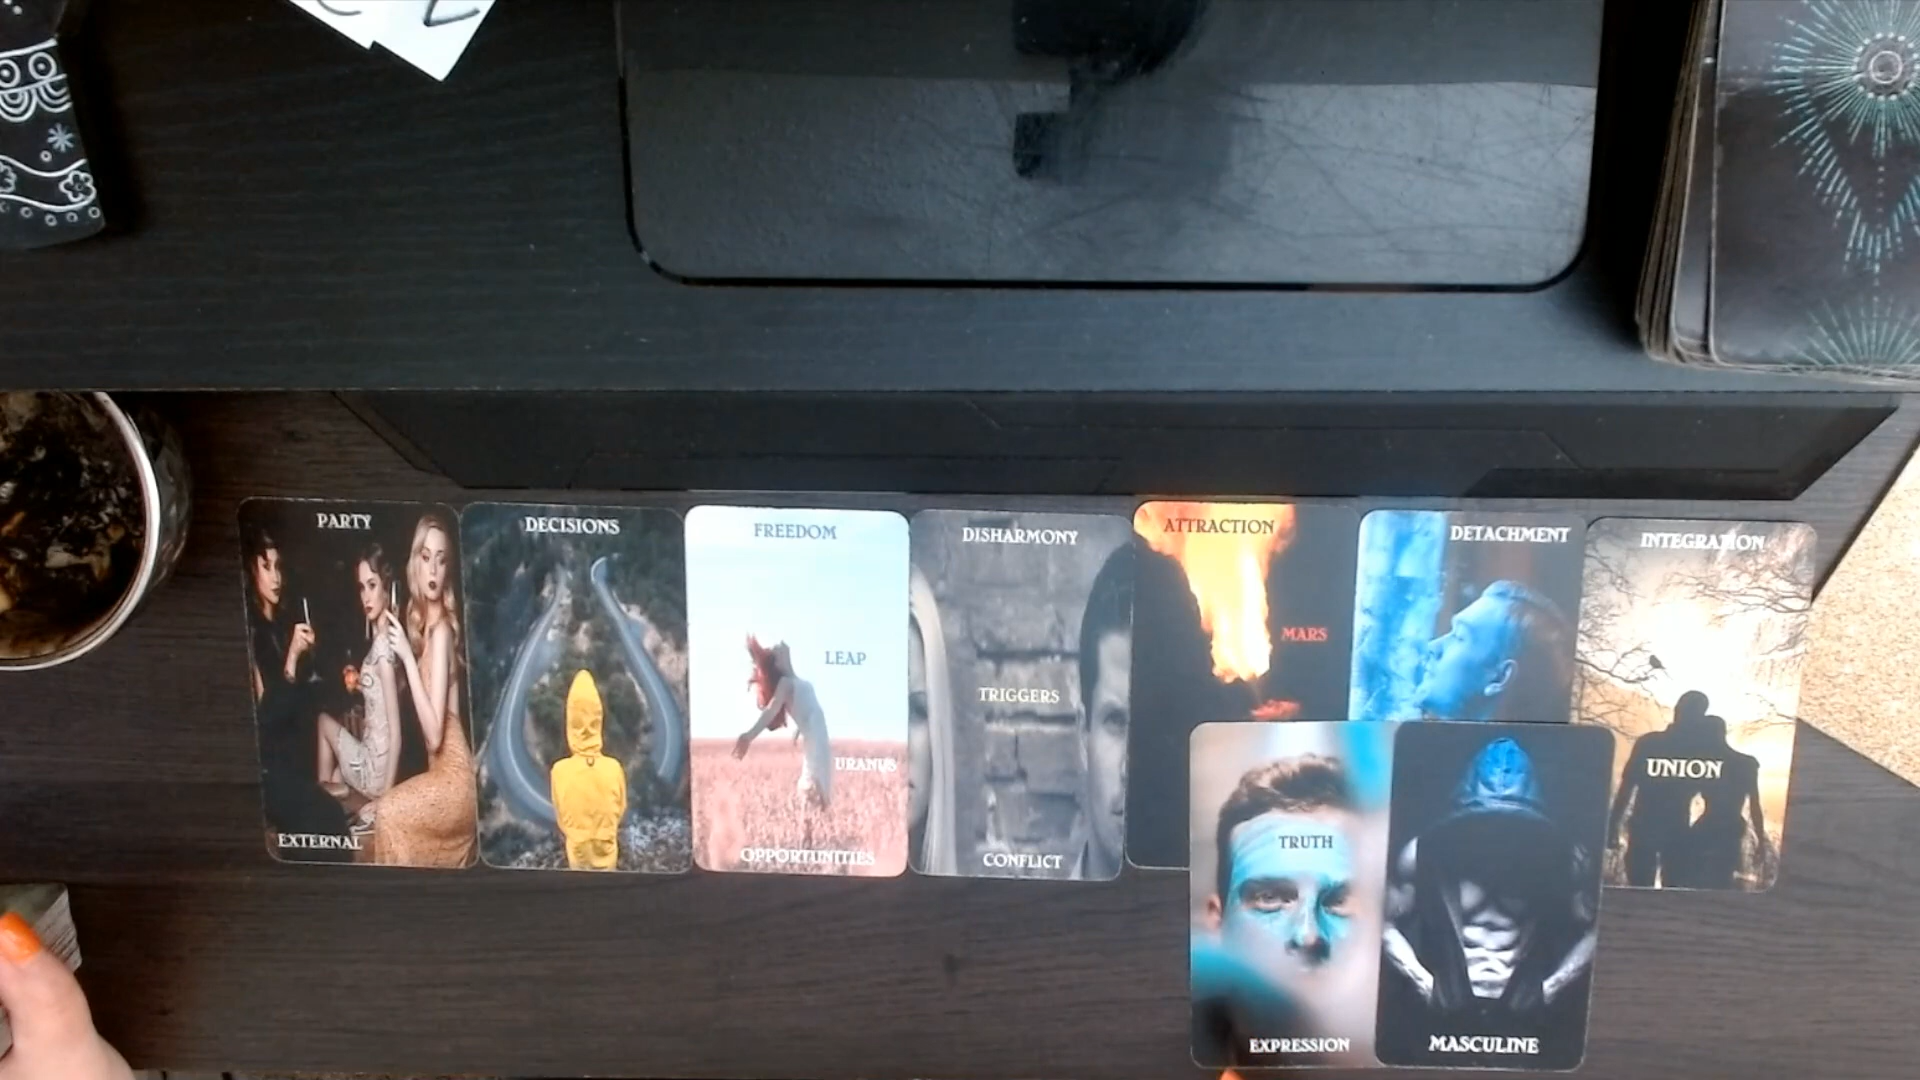 PARTY
EXTERNAL
DECISIONS
FREEDOM
LEAP
URANUS
OPPORTUNITIES
DISHARMONY
TRIGGERS
CONFLICT
ATTRACTION
MARS
DETACHMENT
INTEGRATION
UNION
TRUTH
EXPRESSION
MASCULINE